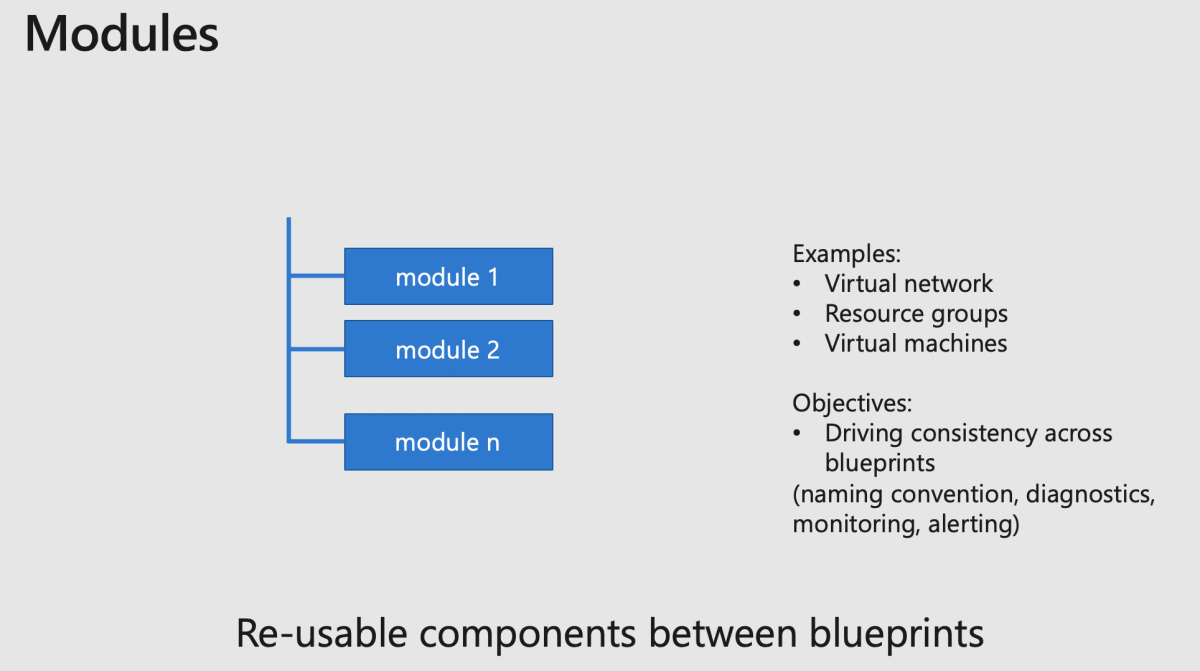 Modules
module 1
module 2
module n
Examples:
• Virtual network
• Resource groups
• Virtual machines
Objectives:
• Driving consistency across
blueprints
(naming convention, diagnostics,
monitoring, alerting)
Re-usable components between blueprints